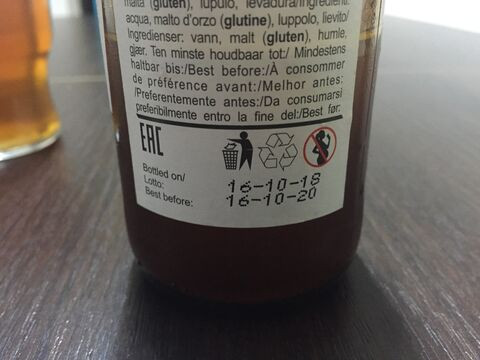 malta (gluten), lúpulo, levadura/Ingredienti:
acqua, malto d'orzo (glutine), luppolo, lievito/
Ingredienser: vann, malt (gluten), humle,
gjær. Ten minste houdbaar tot:/ Mindestens
haltbar bis:/Best before:/À consommer
de préférence avant:/Melhor antes:
/Preferentemente antes:/Da consumarsi
preferibilmente entro la fine del:/Best før:
EAC
Bottled on/
Lotto: 16-10-18
Best before: 16-10-20